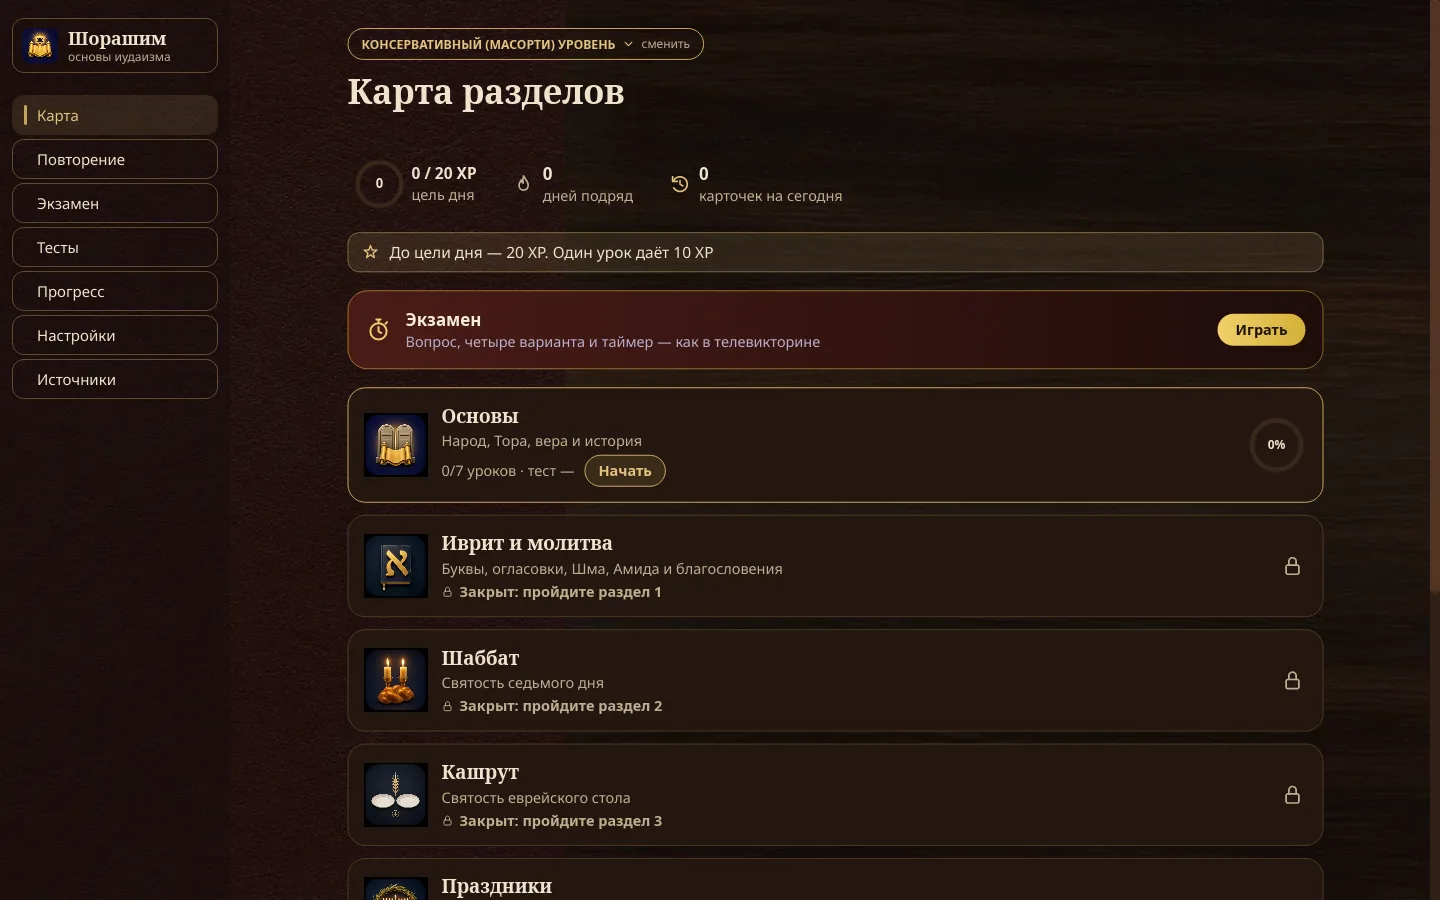 Шорашим
основы иудаизма
Карта
Повторение
Экзамен
Тесты
Прогресс
Настройки
Источники
КОНСЕРВАТИВНЫЙ (МАСОРТИ) УРОВЕНЬ сменить
Карта разделов
0
0 / 20 XP
цель дня
0
дней подряд
0
карточек на сегодня
До цели дня — 20 XP. Один урок даёт 10 XP
Экзамен
Вопрос, четыре варианта и таймер — как в телевикторине
Играть
Основы
Народ, Тора, вера и история
0/7 уроков · тест — Начать
0%
א
Иврит и молитва
Буквы, огласовки, Шма, Амида и благословения
Закрыт: пройдите раздел 1
Шаббат
Святость седьмого дня
Закрыт: пройдите раздел 2
Кашрут
Святость еврейского стола
Закрыт: пройдите раздел 3
Праздники